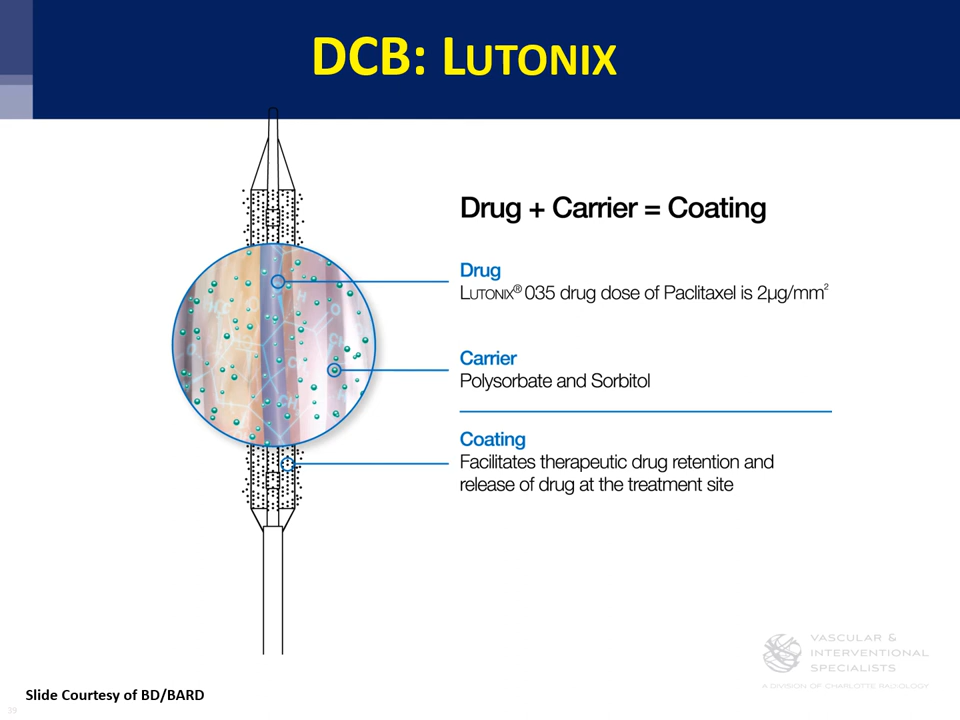 DCB: LUTONIX
Drug + Carrier = Coating
Drug
LUTONIX® 035 drug dose of Paclitaxel is 2µg/mm²
Carrier
Polysorbate and Sorbitol
Coating
Facilitates therapeutic drug retention and
release of drug at the treatment site
VASCULAR &
INTERVENTIONAL
SPECIALISTS
A DIVISION OF CHARLOTTE RADIOLOGY
Slide Courtesy of BD/BARD
39